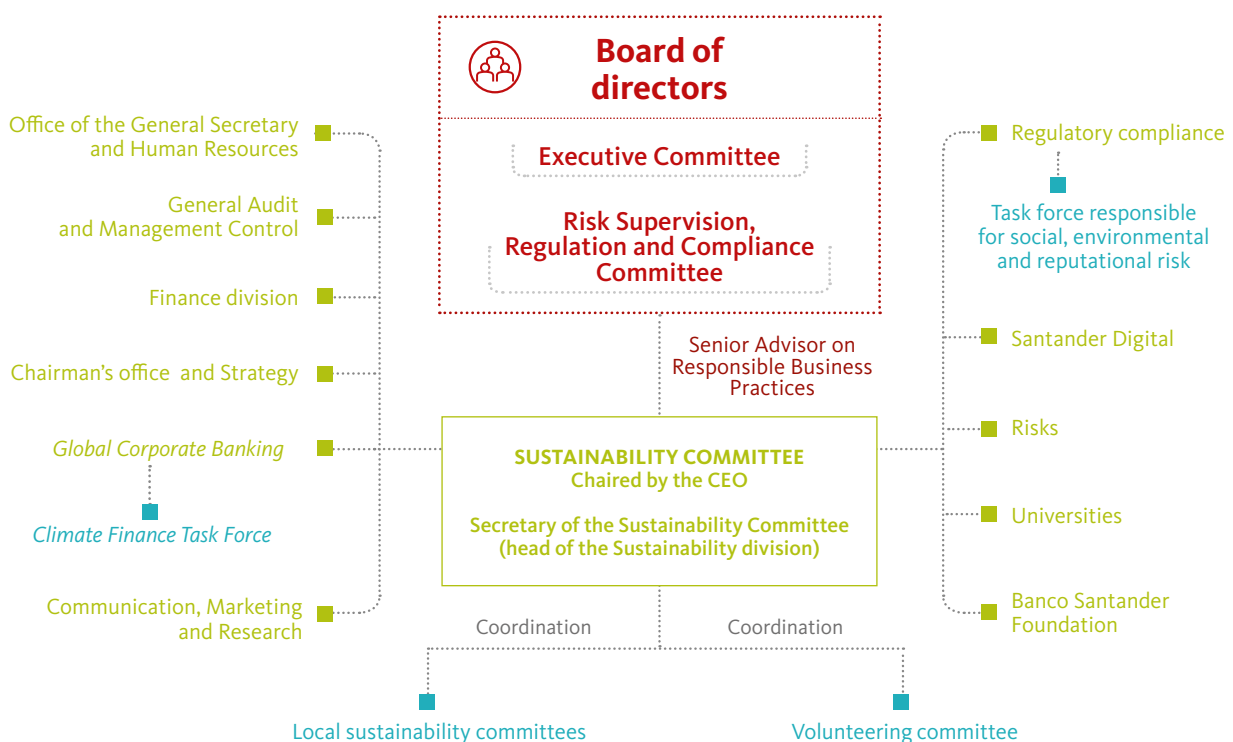 Board of
directors
Executive Committee
Risk Supervision,
Regulation and Compliance
Committee
Senior Advisor on
Responsible Business
Practices
Office of the General Secretary
and Human Resources
General Audit
and Management Control
Finance division
Chairman’s office and Strategy
Global Corporate Banking
Climate Finance Task Force
Communication, Marketing
and Research
SUSTAINABILITY COMMITTEE
Chaired by the CEO
Secretary of the Sustainability Committee
(head of the Sustainability division)
Regulatory compliance
Task force responsible
for social, environmental
and reputational risk
Santander Digital
Risks
Universities
Banco Santander
Foundation
Coordination
Coordination
Local sustainability committees
Volunteering committee